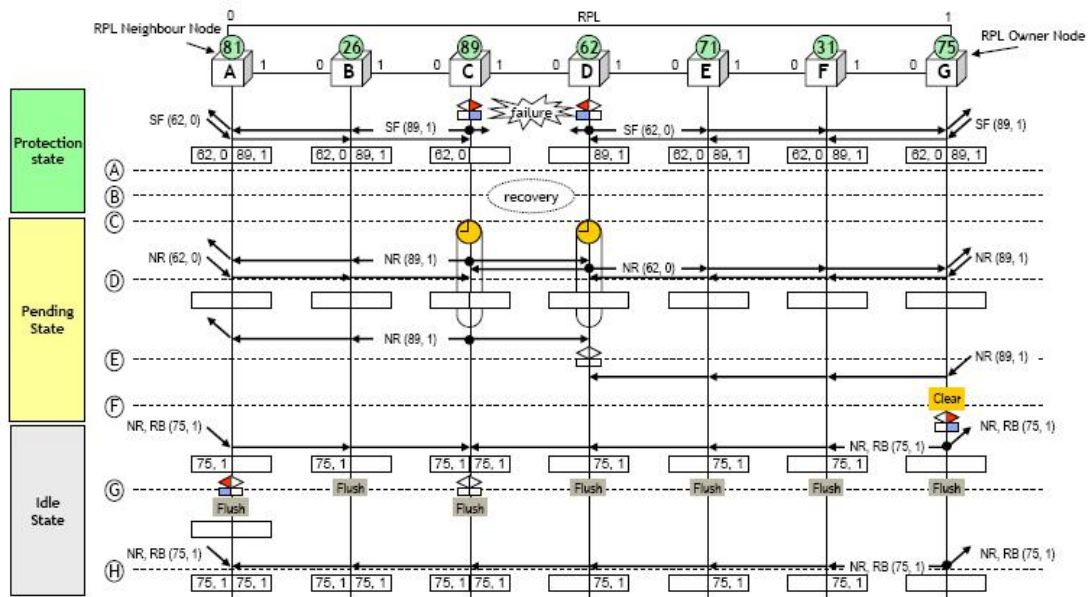 0 RPL 1
RPL Neighbour Node
RPL Owner Node
81 26 89 62 71 31 75
A 1 0 B 1 0 C 1 0 D 1 0 E 1 0 F 1 0 G
Protection state
failure
SF (62, 0) SF (89, 1) SF (62, 0) SF (89, 1)
62, 0 89, 1 62, 0 89, 1 62, 0 89, 1 62, 0 89, 1 62, 0 89, 1 62, 0 89, 1
A
B recovery
C
Pending State
NR (62, 0) NR (89, 1) NR (62, 0) NR (89, 1)
D
NR (89, 1)
E NR (89, 1)
F Clear
Idle State
NR, RB (75, 1) NR, RB (75, 1) NR, RB (75, 1)
75, 1 75, 1 75, 1 75, 1 75, 1 75, 1 75, 1
G Flush Flush Flush Flush Flush
Flush Flush
NR, RB (75, 1) NR, RB (75, 1) NR, RB (75, 1)
H
75, 1 75, 1 75, 1 75, 1 75, 1 75, 1 75, 1 75, 1 75, 1